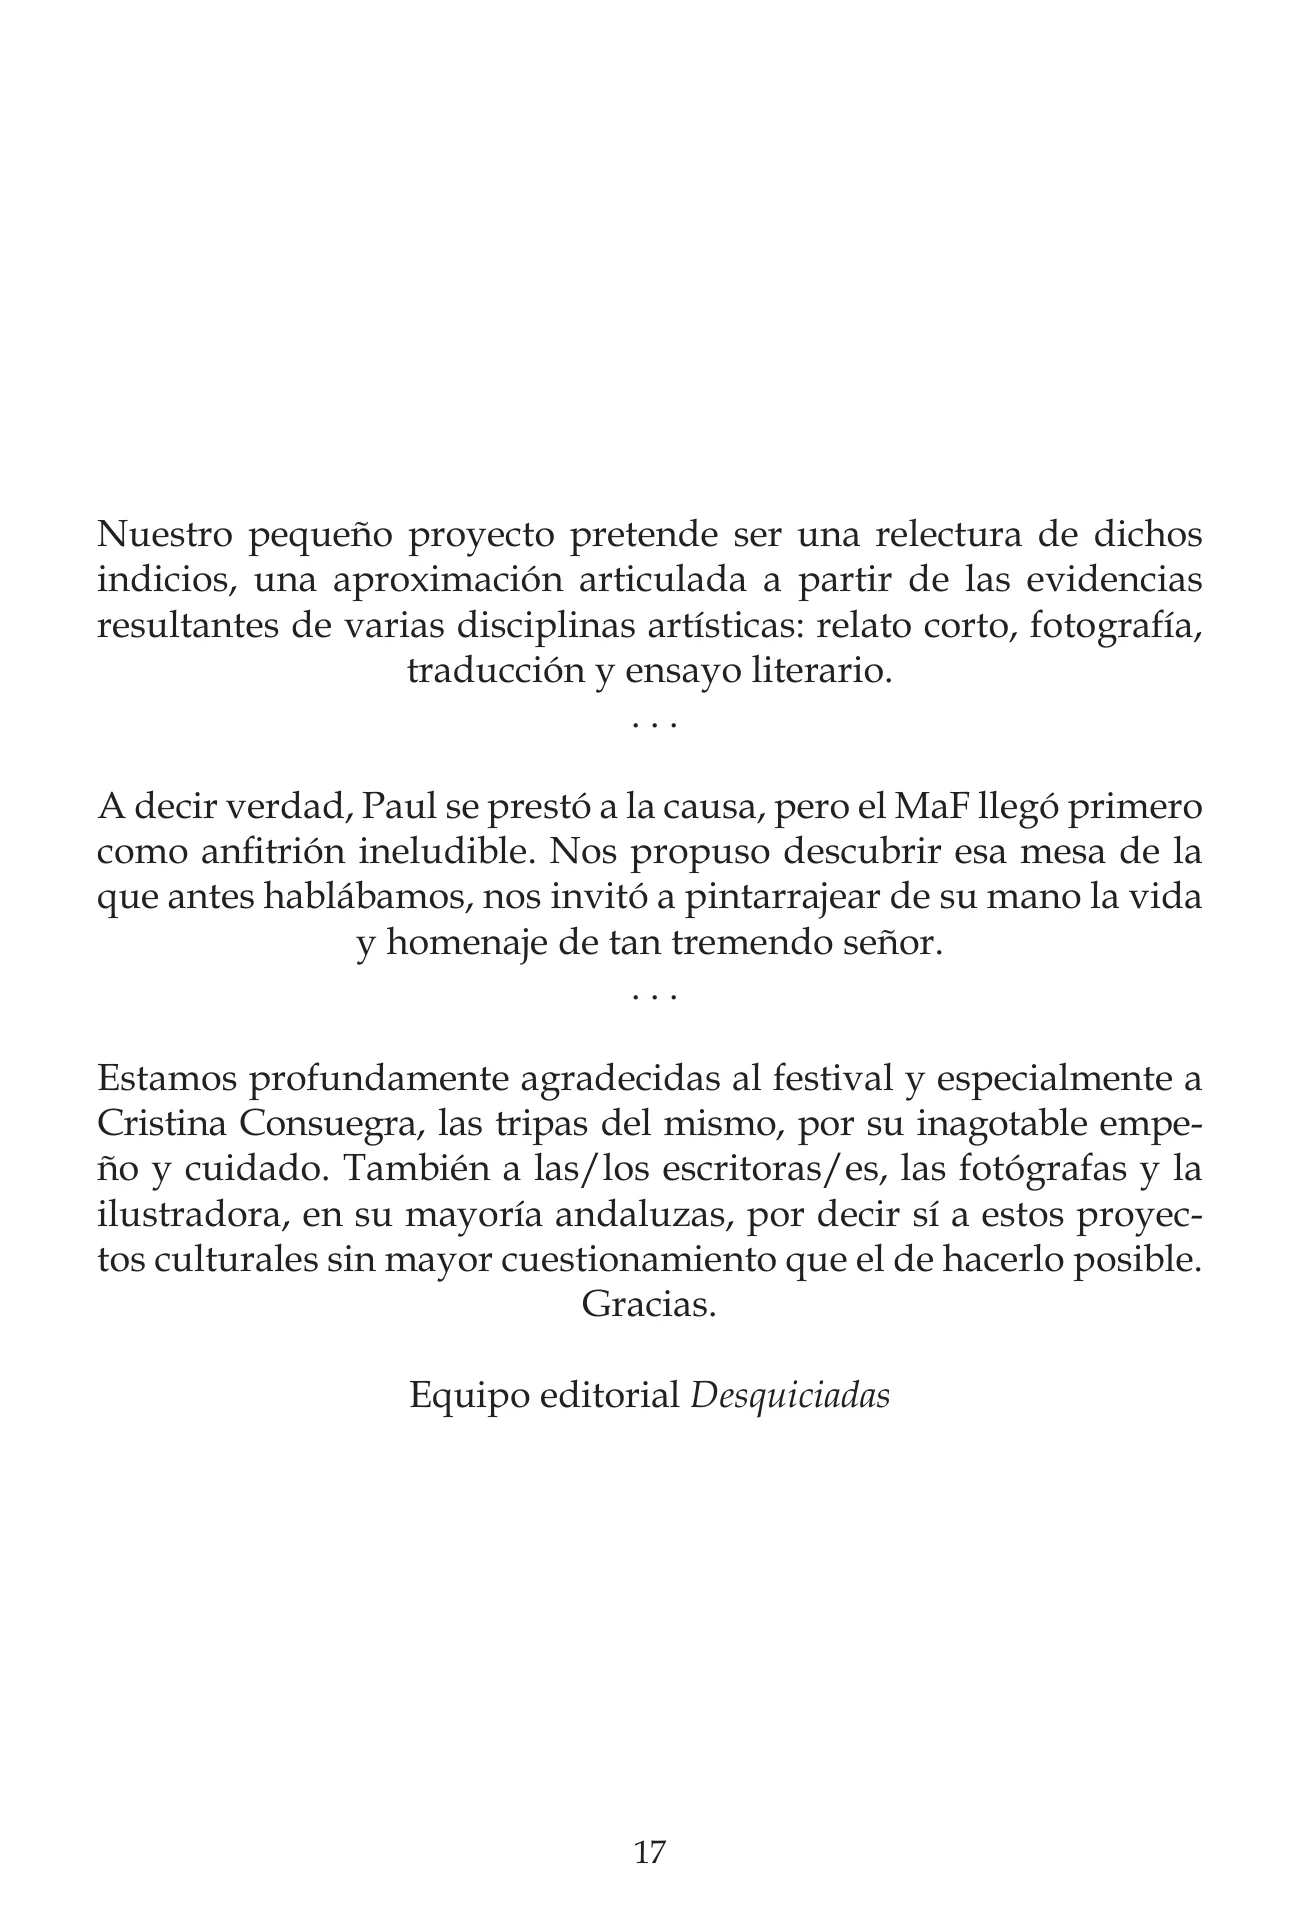 Nuestro pequeño proyecto pretende ser una relectura de dichos
indicios, una aproximación articulada a partir de las evidencias
resultantes de varias disciplinas artísticas: relato corto, fotografía,
traducción y ensayo literario.
. . .
A decir verdad, Paul se prestó a la causa, pero el MaF llegó primero
como anfitrión ineludible. Nos propuso descubrir esa mesa de la
que antes hablábamos, nos invitó a pintarrajear de su mano la vida
y homenaje de tan tremendo señor.
. . .
Estamos profundamente agradecidas al festival y especialmente a
Cristina Consuegra, las tripas del mismo, por su inagotable empe-
ño y cuidado. También a las/los escritoras/es, las fotógrafas y la
ilustradora, en su mayoría andaluzas, por decir sí a estos proyec-
tos culturales sin mayor cuestionamiento que el de hacerlo posible.
Gracias.
Equipo editorial Desquiciadas
17